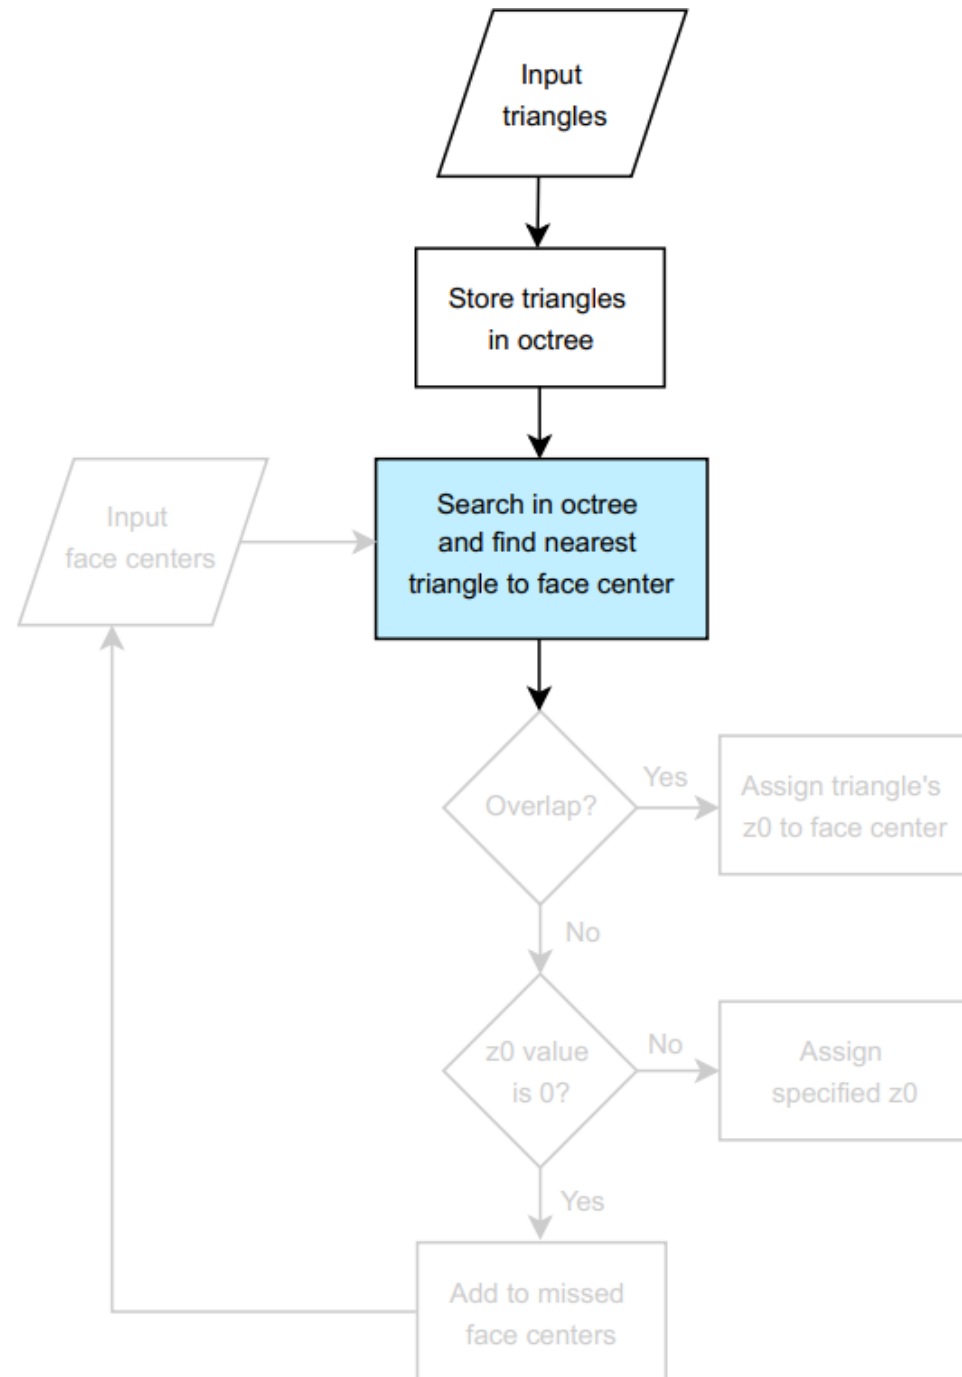 Input
triangles
Store triangles
in octree
Search in octree
and find nearest
triangle to face center
Input
face centers
Overlap?
Yes
Assign triangle's
z0 to face center
No
z0 value
is 0?
No
Assign
specified z0
Yes
Add to missed
face centers